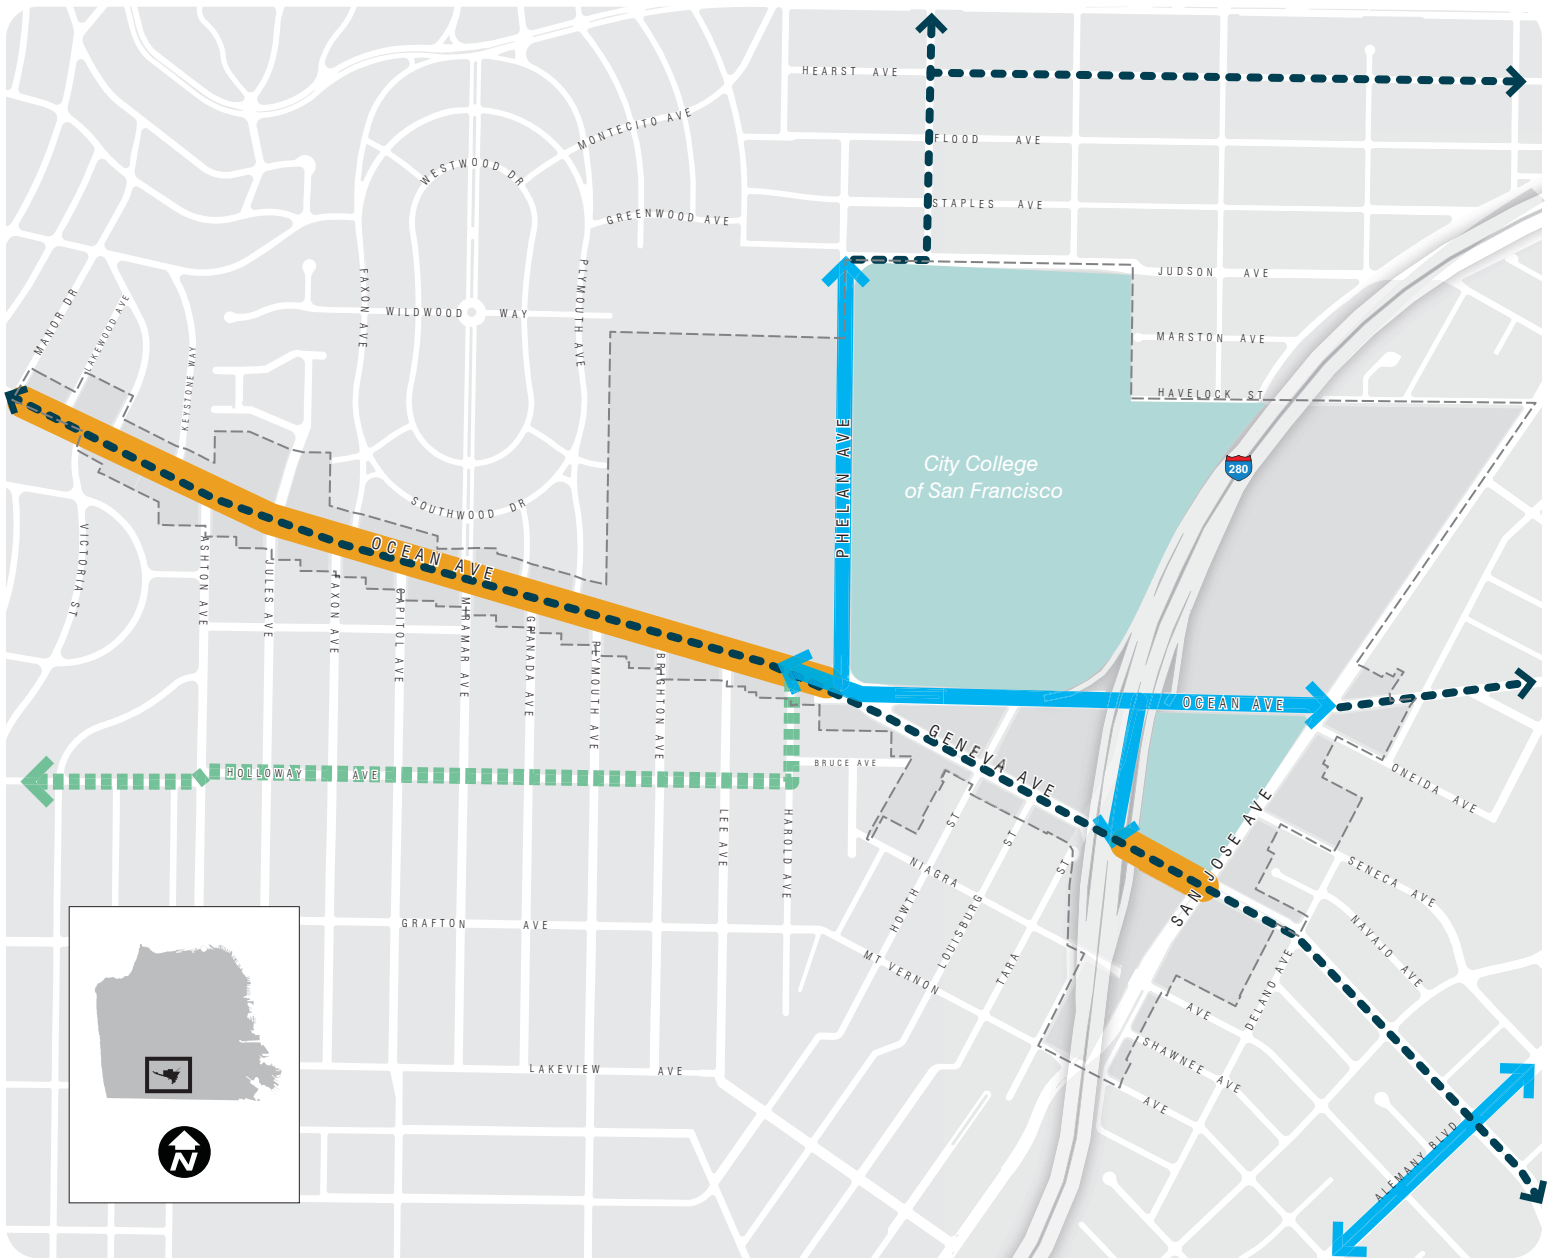 HEARST AVE
MONTECITO AVE
FLOOD AVE
WESTWOOD DR
STAPLES AVE
GREENWOOD AVE
JUDSON AVE
MANOR DR
LAKEWOOD AVE
FAXON AVE
PLYMOUTH AVE
WILDWOOD WAY
MARSTON AVE
KEYSTONE WAY
HAVELOCK ST
PHELAN AVE
City College
of San Francisco
280
SOUTHWOOD DR
OCEAN AVE
VICTORIA ST
ASHTON AVE
JULES AVE
FAXON AVE
CAPITOL AVE
MIRAMAR AVE
GRANADA AVE
PLYMOUTH AVE
BRIGHTON AVE
OCEAN AVE
GENEVA AVE
HOLLOWAY AVE
BRUCE AVE
ONEIDA AVE
LEE AVE
HAROLD AVE
SAN JOSE AVE
NIAGRA
HOWTH ST
LOUISBURG ST
TARA ST
SENECA AVE
GRAFTON AVE
NAVAJO AVE
MT VERNON
DELANO AVE
AVE
SHAWNEE AVE
LAKEVIEW AVE
AVE
ALEMANY BLVD
N